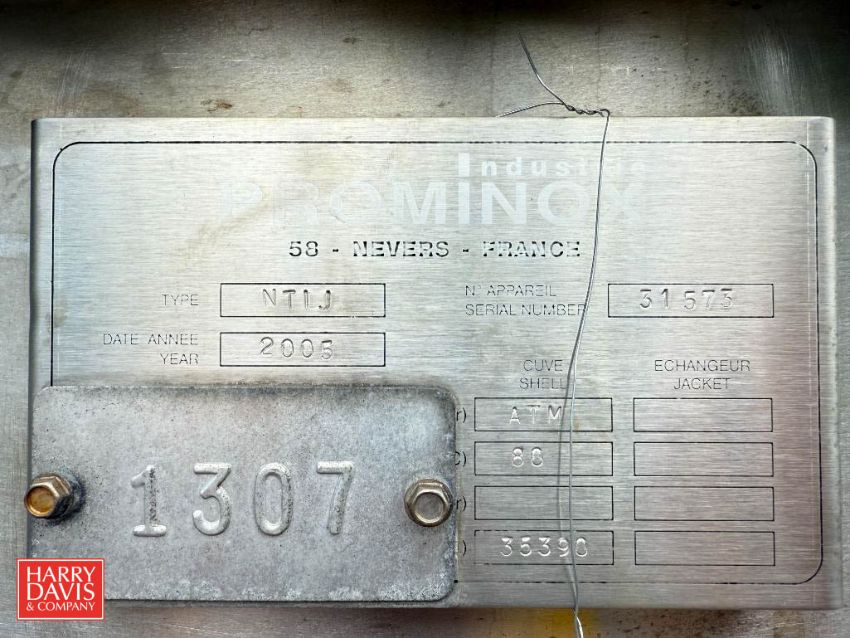 Industrie
PROMINOX
58 - NEVERS - FRANCE
TYPE NTIJ
N° APPAREIL
SERIAL NUMBER 31573
DATE ANNEE
YEAR 2005
CUVE
SHELL
ECHANGEUR
JACKET
r) ATM
c) 88
r)
) 35390
1307
HARRY
DAVIS
& COMPANY